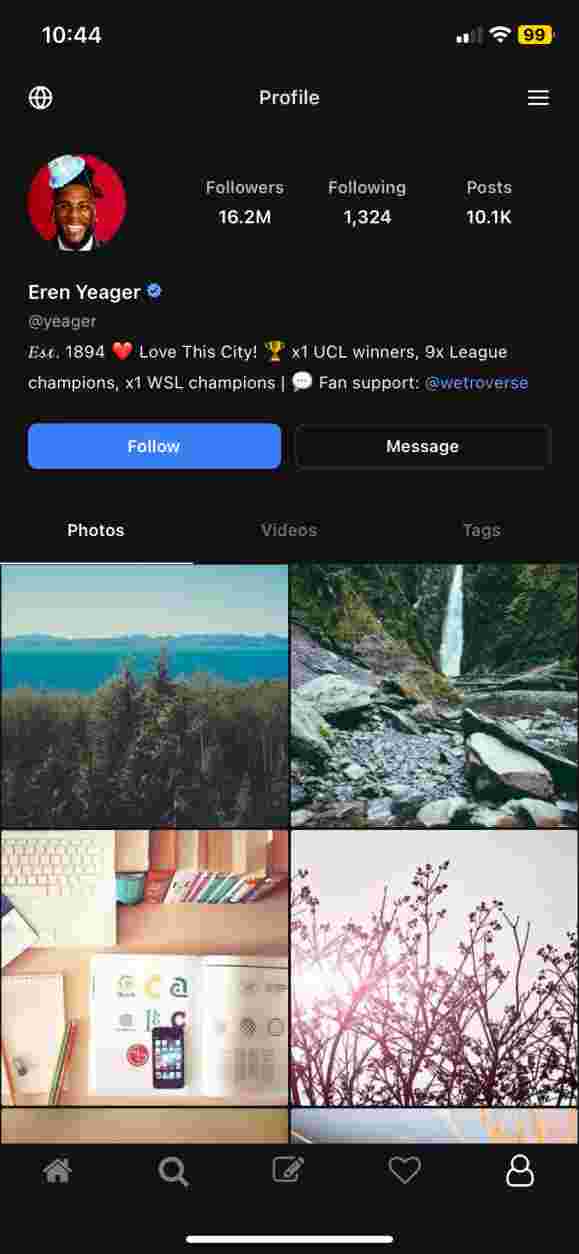 10:44
99
Profile
Followers Following Posts
16.2M 1,324 10.1K
Eren Yeager
@yeager
𝐸𝓈𝓉. 1894 ❤️ Love This City! 🏆 x1 UCL winners, 9x League
champions, x1 WSL champions | 💬 Fan support: @wetroverse
Follow Message
Photos Videos Tags